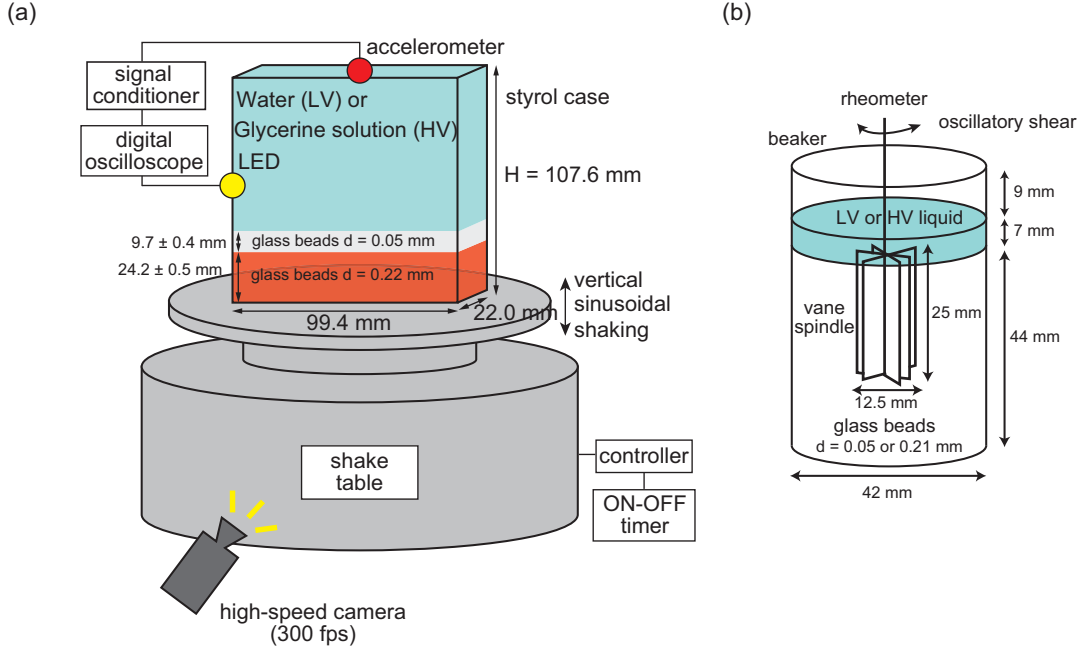 (a)
accelerometer
signal
conditioner
digital
oscilloscope
Water (LV) or
Glycerine solution (HV)
LED
styrol case
H = 107.6 mm
9.7 ± 0.4 mm
glass beads d = 0.05 mm
24.2 ± 0.5 mm
glass beads d = 0.22 mm
vertical
sinusoidal
shaking
22.0 mm
99.4 mm
shake
table
controller
ON-OFF
timer
high-speed camera
(300 fps)
(b)
rheometer
oscillatory shear
beaker
9 mm
LV or HV liquid
7 mm
vane
spindle
25 mm
44 mm
12.5 mm
glass beads
d = 0.05 or 0.21 mm
42 mm